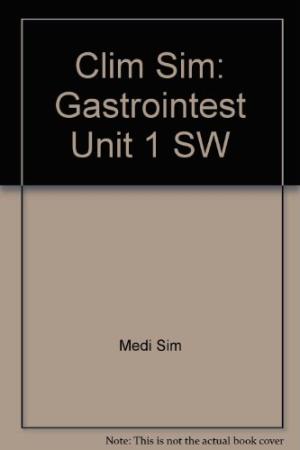 Clim Sim:
Gastrointest
Unit 1 SW
Medi Sim
Note: This is not the actual book cover